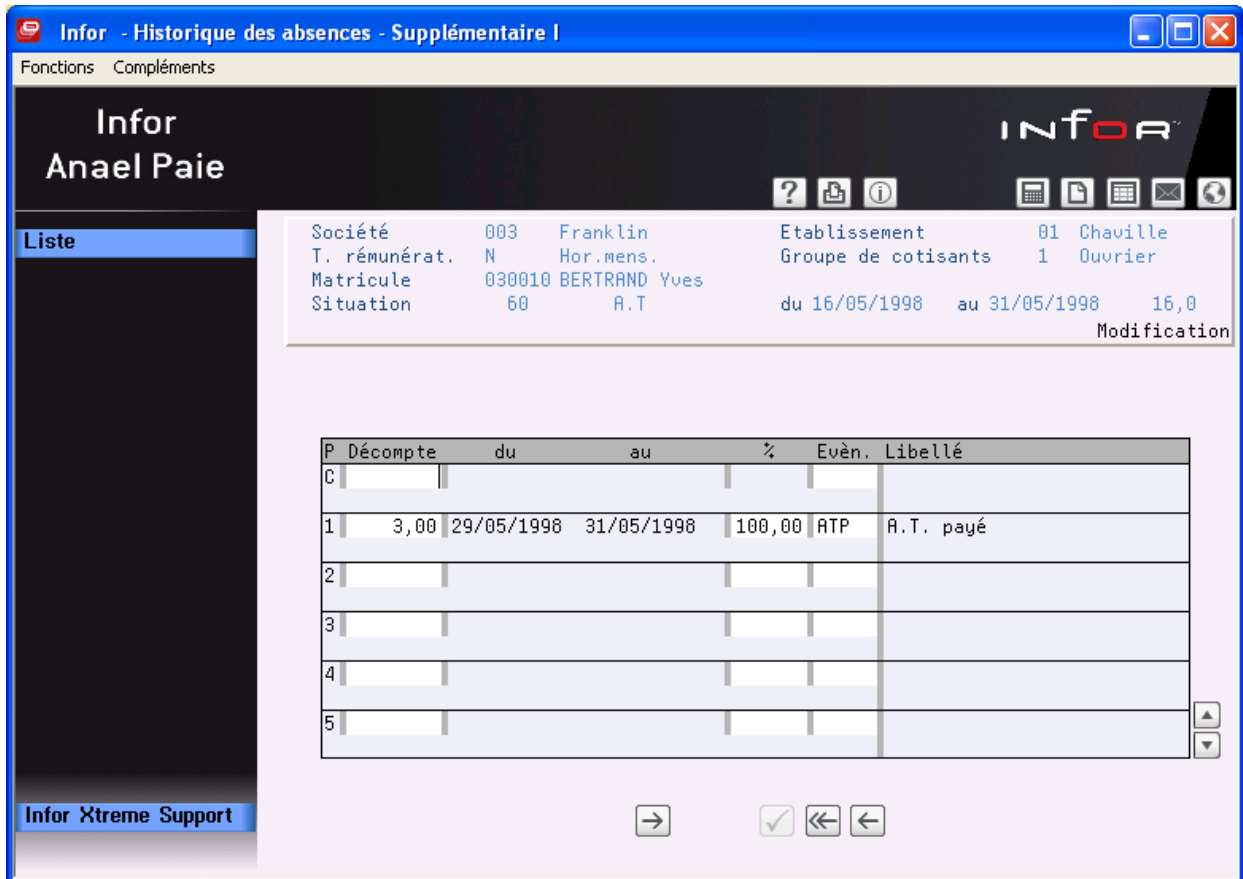 Infor - Historique des absences - Supplémentaire I
Fonctions Compléments
Infor
Anael Paie
INFOR
Liste
Société 003 Franklin Etablissement 01 Chaville
T. rémunérat. N Hor.mens. Groupe de cotisants 1 Ouvrier
Matricule 030010 BERTRAND Yves
Situation 60 A.T du 16/05/1998 au 31/05/1998 16,0
Modification
P Décompte du au % Evèn. Libellé
C
1 3,00 29/05/1998 31/05/1998 100,00 ATP A.T. payé
2
3
4
5
Infor Xtreme Support